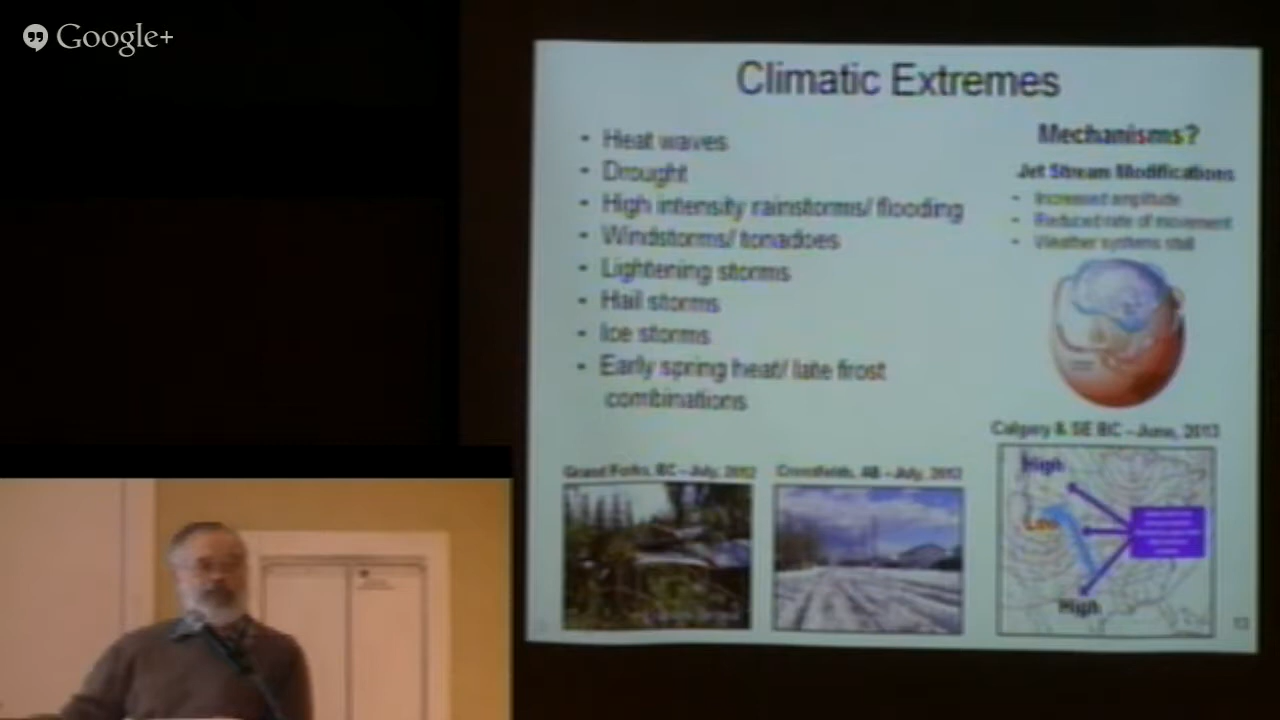 Google+
Climatic Extremes
• Heat waves
• Drought
• High intensity rainstorms/ flooding
• Windstorms/ tonadoes
• Lightening storms
• Hail storms
• Ice storms
• Early spring heat/ late frost
combinations
Mechanisms?
Jet Stream Modifications
• Increased amplitude
• Reduced rate of movement
• Weather systems stall
Grand Forks, BC – July, 2012
AB – July, 2012
Calgary & SE BC – June, 2013
High
Low
High
13